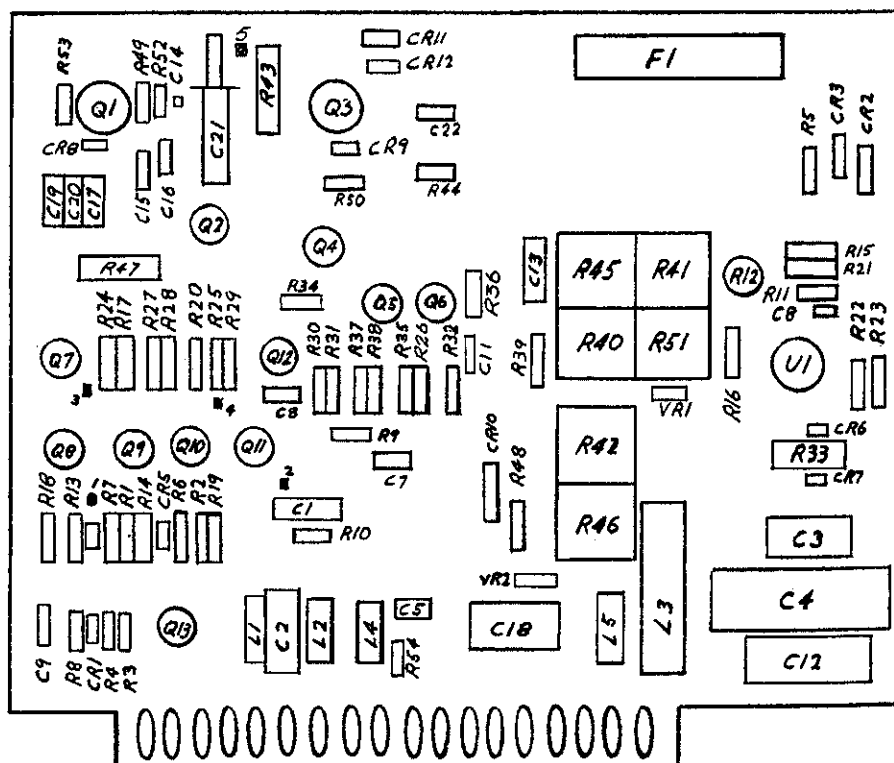 R53
R49
R52
C14
5
CR11
CR12
F1
Q1
C21
R43
Q3
C22
R5
CR3
CR2
CR8
C15
C16
CR9
R50
R44
C19
C20
C17
Q2
Q4
R47
R34
Q5
Q6
R36
C13
R45
R41
R12
R15
R21
R11
C8
R24
R17
R27
R28
R20
R25
R29
Q7
Q12
R30
R31
R37
R38
R35
R26
R32
C11
R39
R40
R51
R16
U1
R22
R23
3
4
C8
VR1
R9
C7
CR10
R48
R42
CR6
R33
CR7
Q8
Q9
Q10
Q11
2
R18
R13
1
R7
R1
R14
CR5
R6
R2
R19
C1
R10
R46
C3
VR2
C9
R8
CR1
R4
R3
Q13
L1
C2
L2
L4
C5
R54
C18
L5
L3
C4
C12